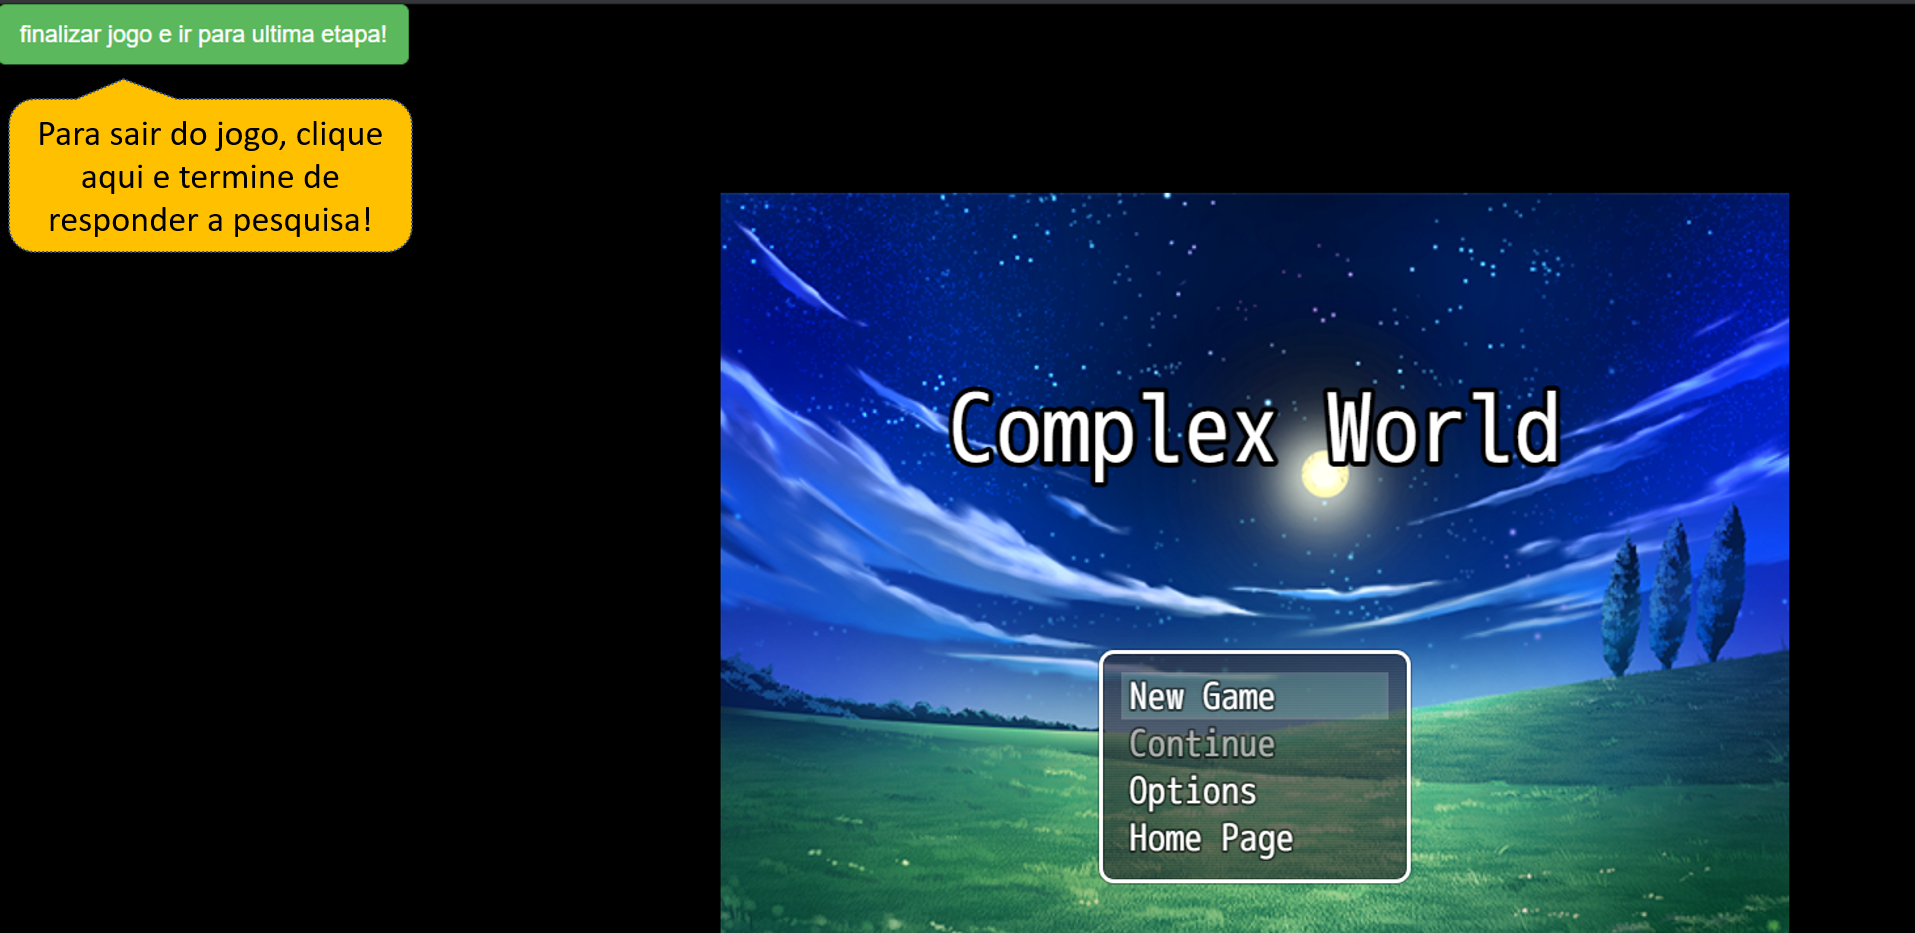 finalizar jogo e ir para ultima etapa!
Para sair do jogo, clique
aqui e termine de
responder a pesquisa!
Complex World
New Game
Continue
Options
Home Page